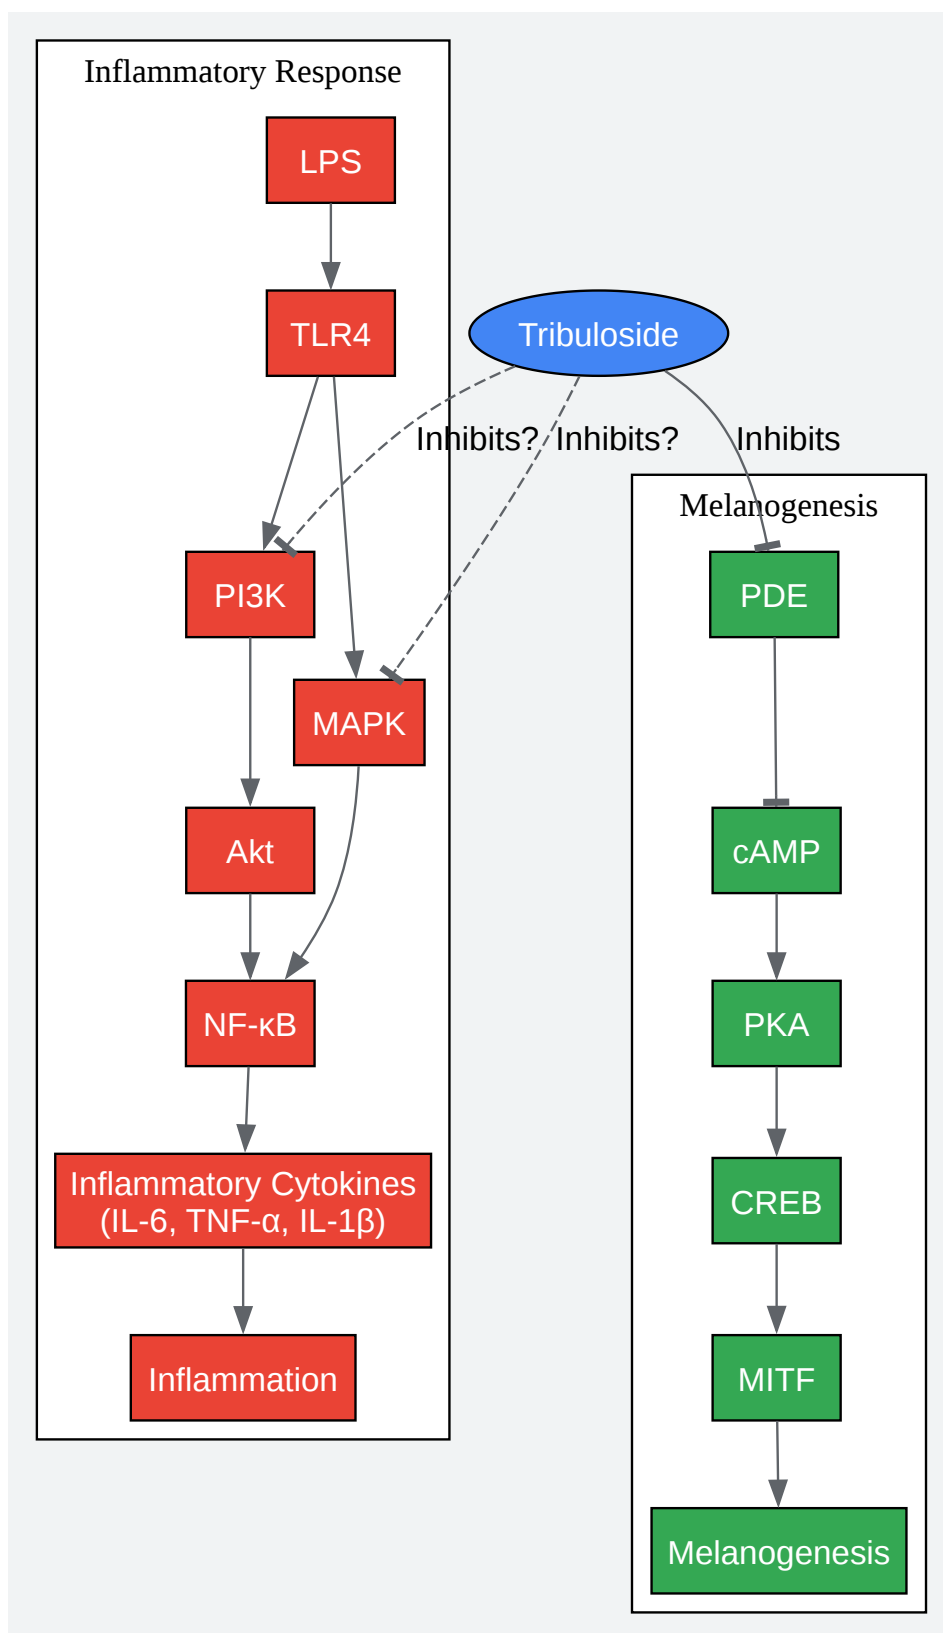 Inflammatory Response
LPS
TLR4
Tribuloside
Inhibits?
Inhibits?
Inhibits
Melanogenesis
PI3K
PDE
MAPK
Akt
cAMP
NF-κB
PKA
Inflammatory Cytokines
(IL-6, TNF-α, IL-1β)
CREB
Inflammation
MITF
Melanogenesis